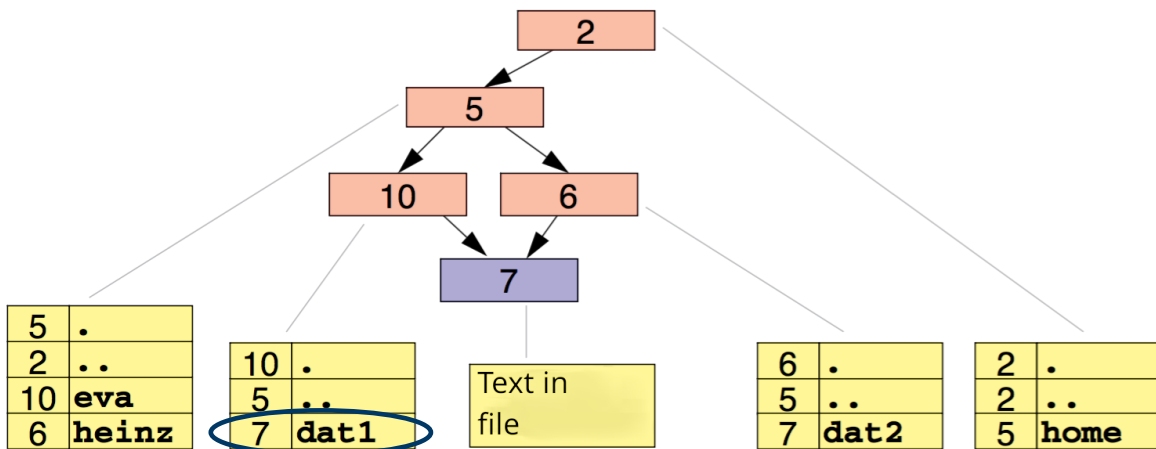 2
5
10 6
7
5 .
2 ..
10 eva
6 heinz
10 .
5 ..
7 dat1
Text in
file
6 .
5 ..
7 dat2
2 .
2 ..
5 home